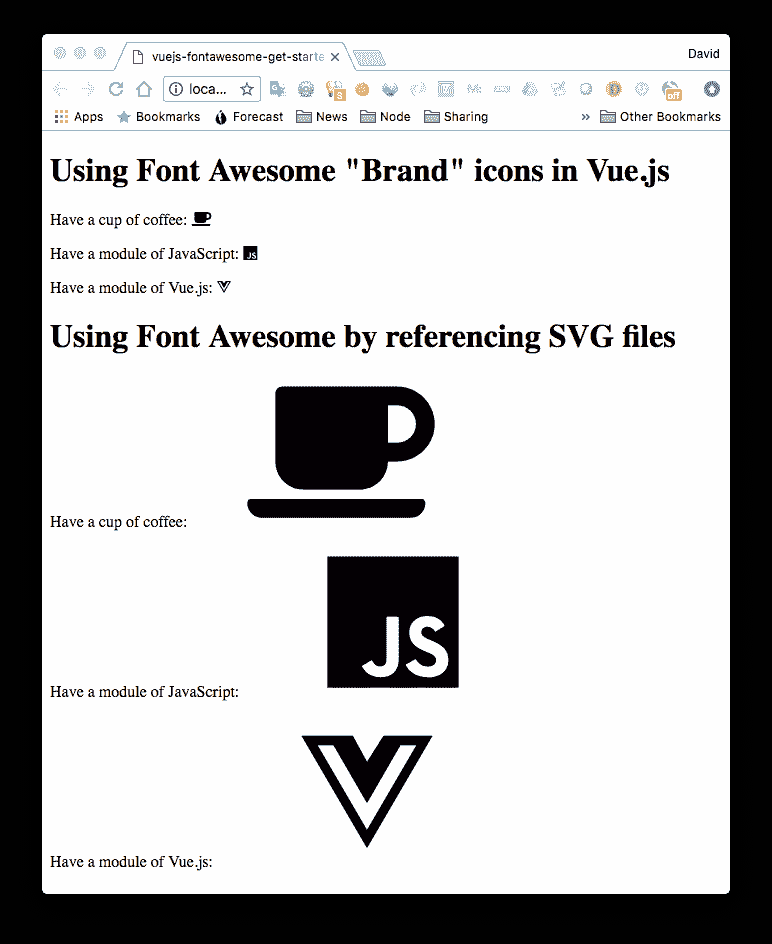 vuejs-fontawesome-get-starte
David
loca...
S
off
Apps Bookmarks Forecast News Node Sharing » Other Bookmarks
Using Font Awesome "Brand" icons in Vue.js
Have a cup of coffee:
Have a module of JavaScript: JS
Have a module of Vue.js:
Using Font Awesome by referencing SVG files
Have a cup of coffee:
JS
Have a module of JavaScript:
Have a module of Vue.js: